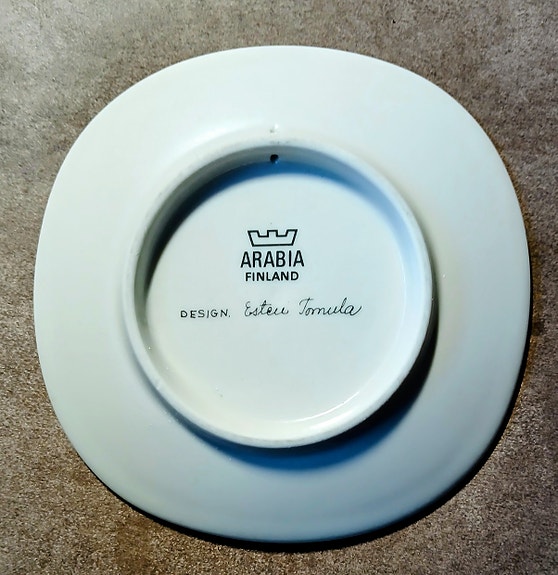 ARABIA
FINLAND
DESIGN. Esteri Tomula